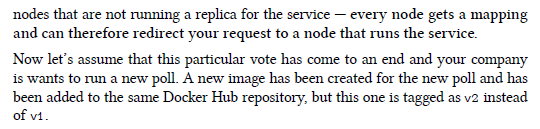 nodes that are not running a replica for the service — every node gets a mapping
and can therefore redirect your request to a node that runs the service.
Now let's assume that this particular vote has come to an end and your company
is wants to run a new poll. A new image has been created for the new poll and has
been added to the same Docker Hub repository, but this one is tagged as v2 instead
of v1.